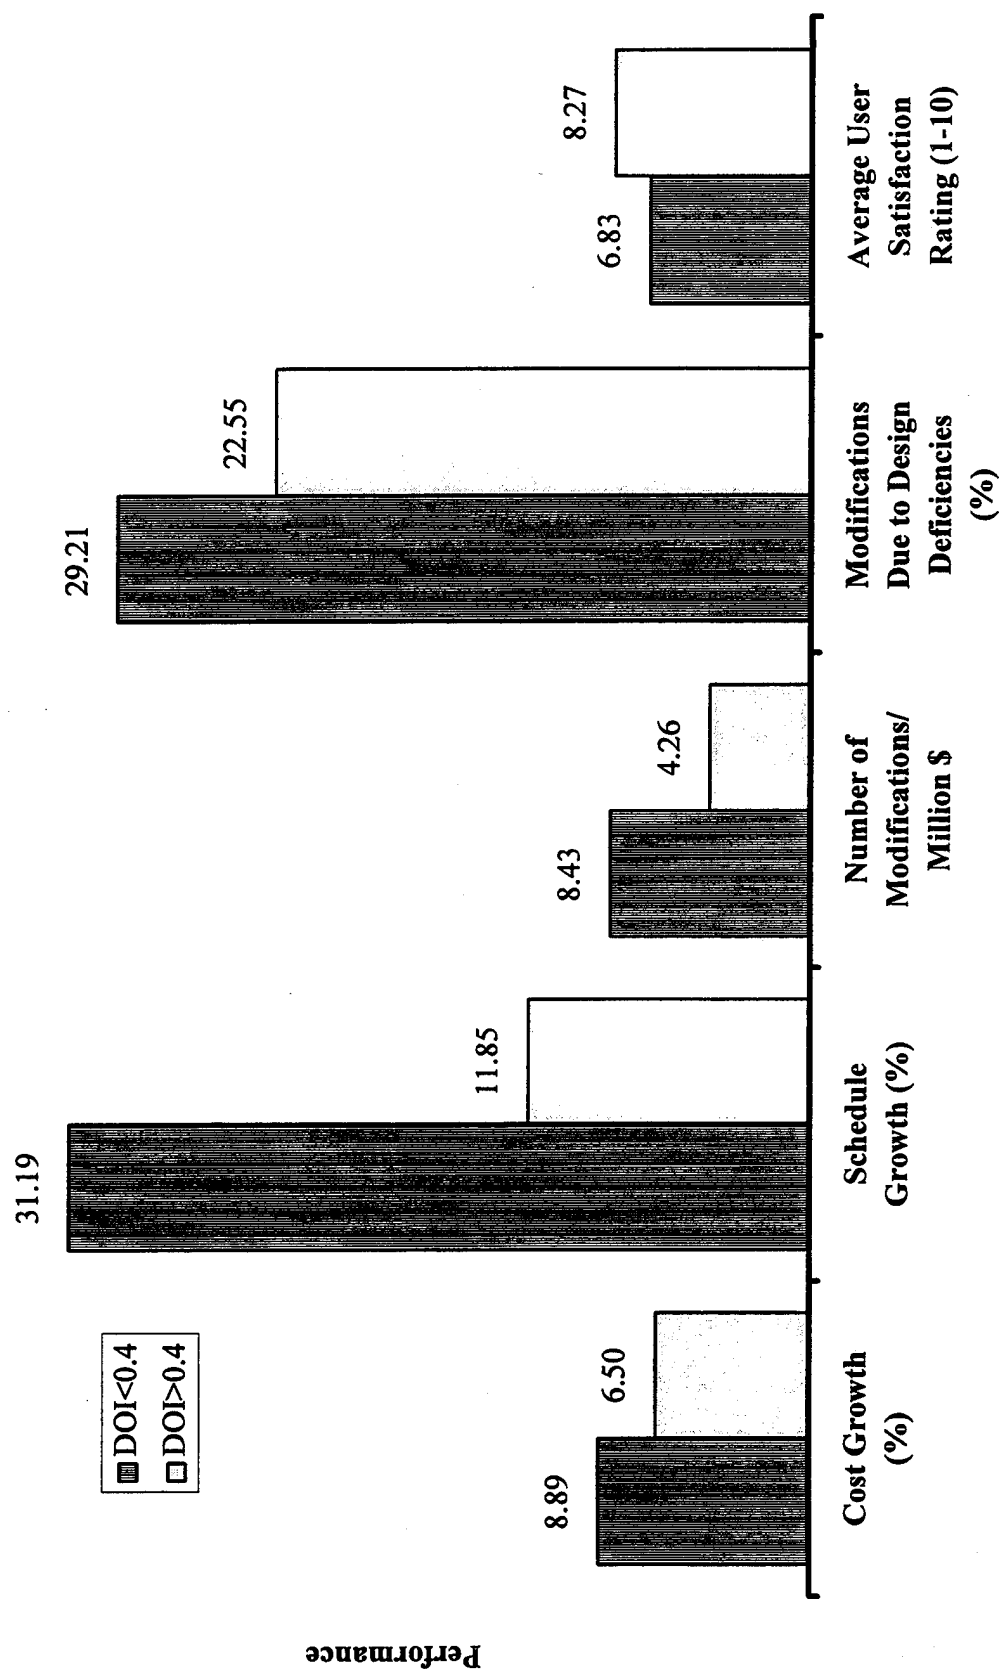 Performance
DOI<0.4
DOI>0.4
8.89
6.50
31.19
11.85
8.43
4.26
29.21
22.55
6.83
8.27
Cost Growth
(%)
Schedule
Growth (%)
Number of
Modifications/
Million $
Modifications
Due to Design
Deficiencies
(%)
Average User
Satisfaction
Rating (1-10)